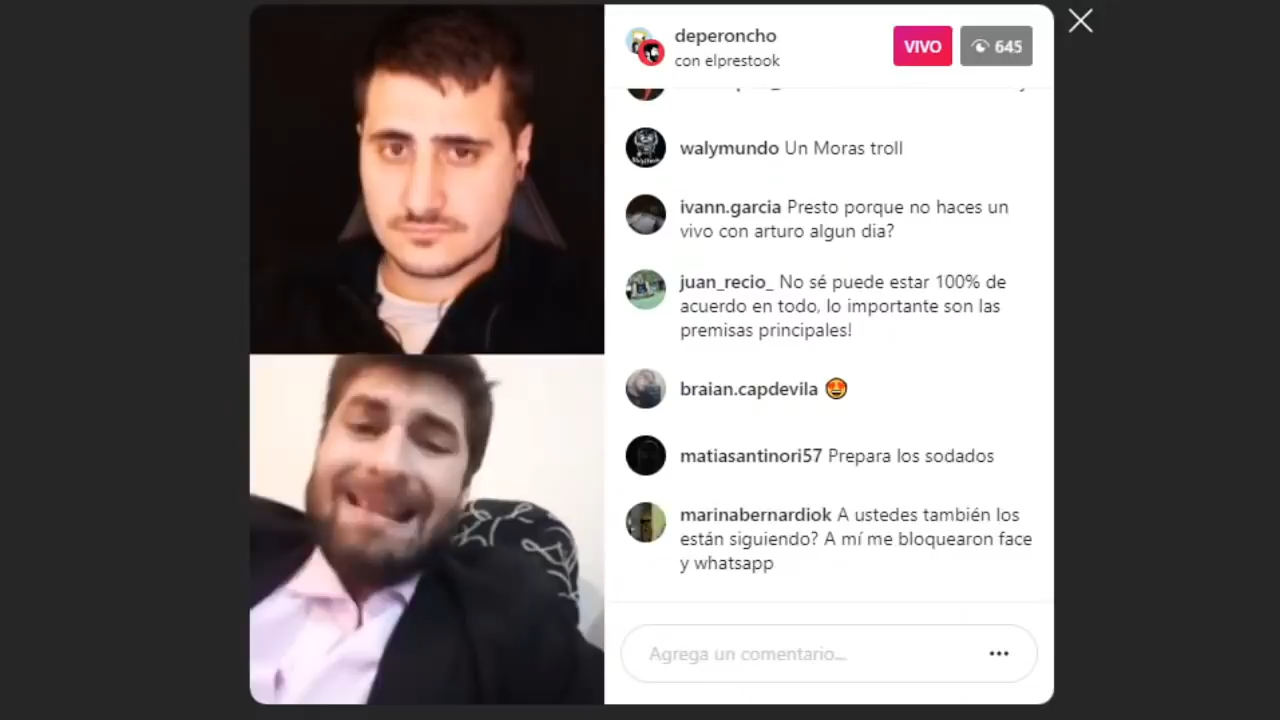 deperoncho
con elprestook
VIVO
645
walymundo Un Moras troll
ivann.garcia Presto porque no haces un
vivo con arturo algun dia?
juan_recio_ No sé puede estar 100% de
acuerdo en todo, lo importante son las
premisas principales!
braian.capdevila 🤩
matiasantinori57 Prepara los sodados
marinabernardiok A ustedes también los
están siguiendo? A mí me bloquearon face
y whatsapp
Agrega un comentario...